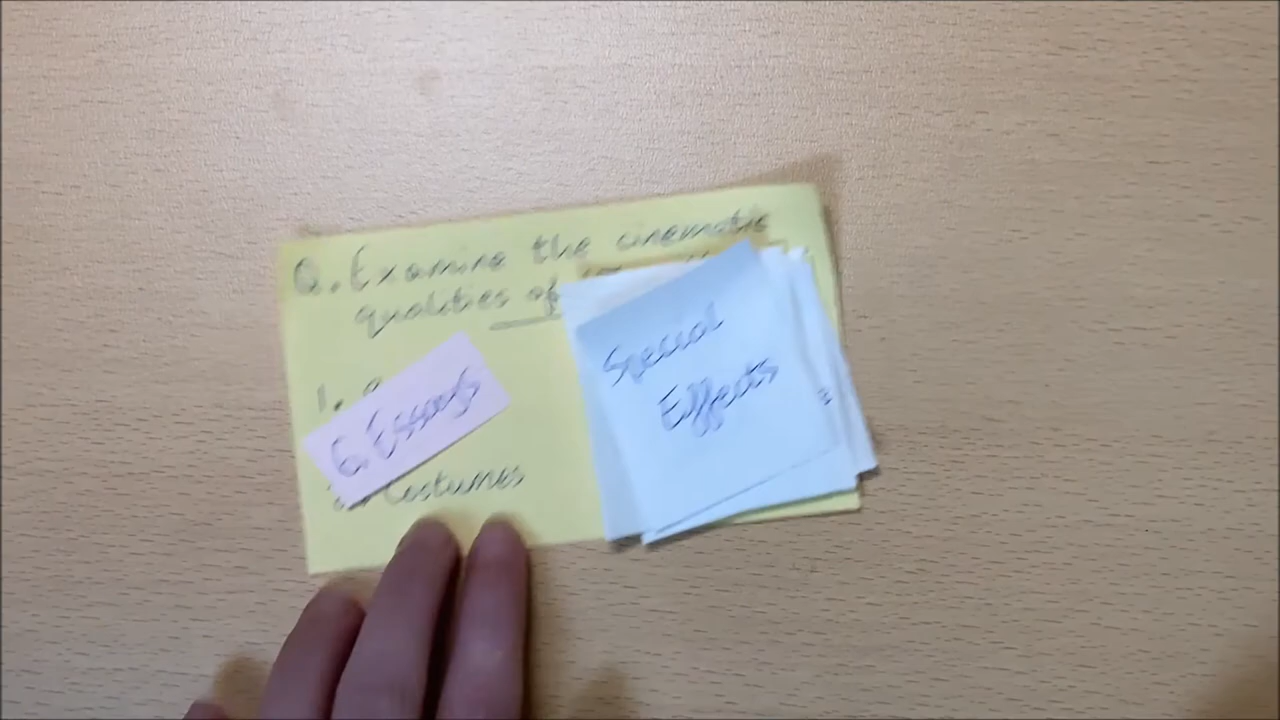 Q. Examine the cinematic
qualities of
1.
6. Essays
Costumes
Special
Effects